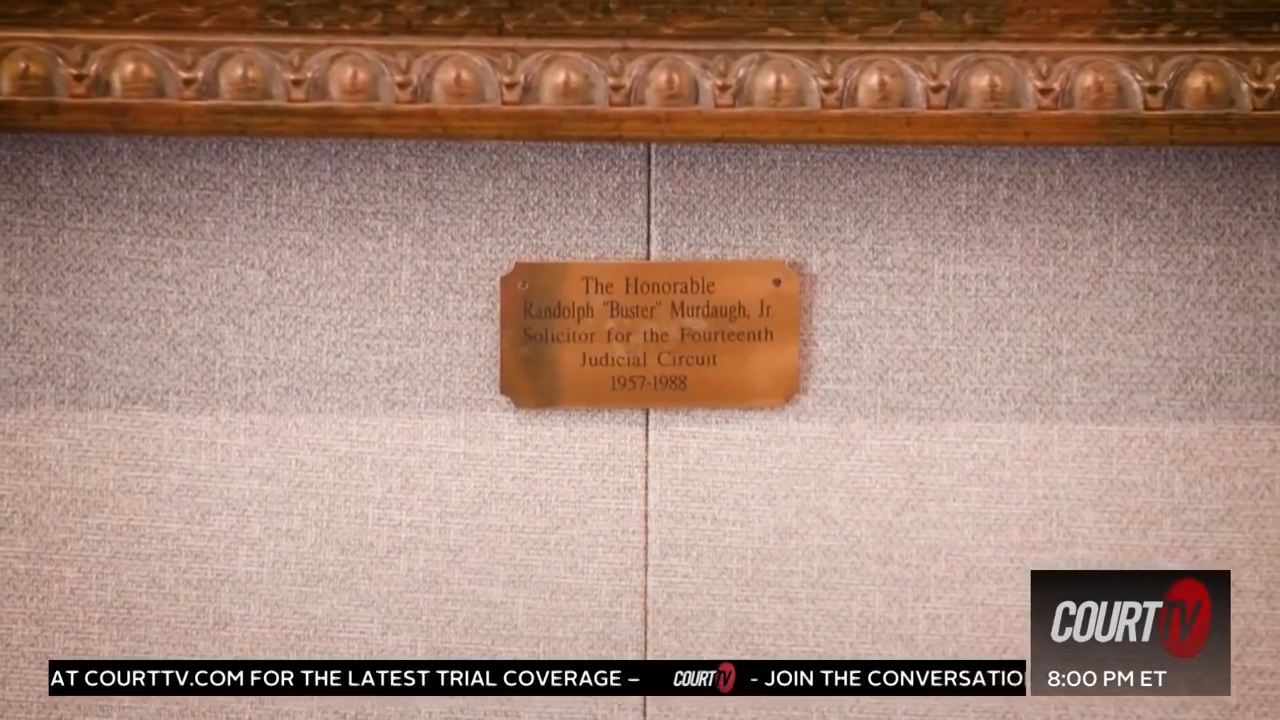 The Honorable
Randolph "Buster" Murdaugh, Jr.
Solicitor for the Fourteenth
Judicial Circuit
1957-1988
COURT TV
AT COURTTV.COM FOR THE LATEST TRIAL COVERAGE – COURT TV - JOIN THE CONVERSATIO
8:00 PM ET